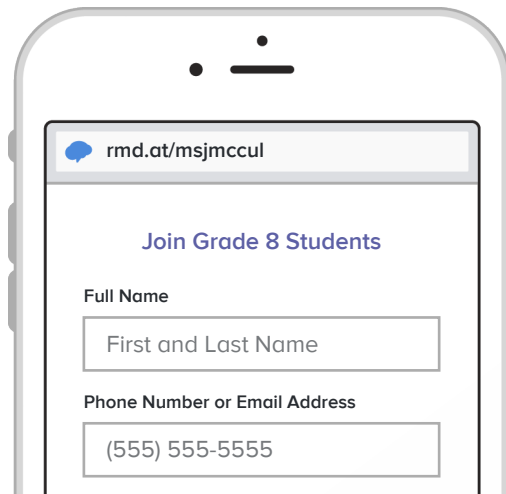 rmd.at/msjmccul
Join Grade 8 Students
Full Name
First and Last Name
Phone Number or Email Address
(555) 555-5555